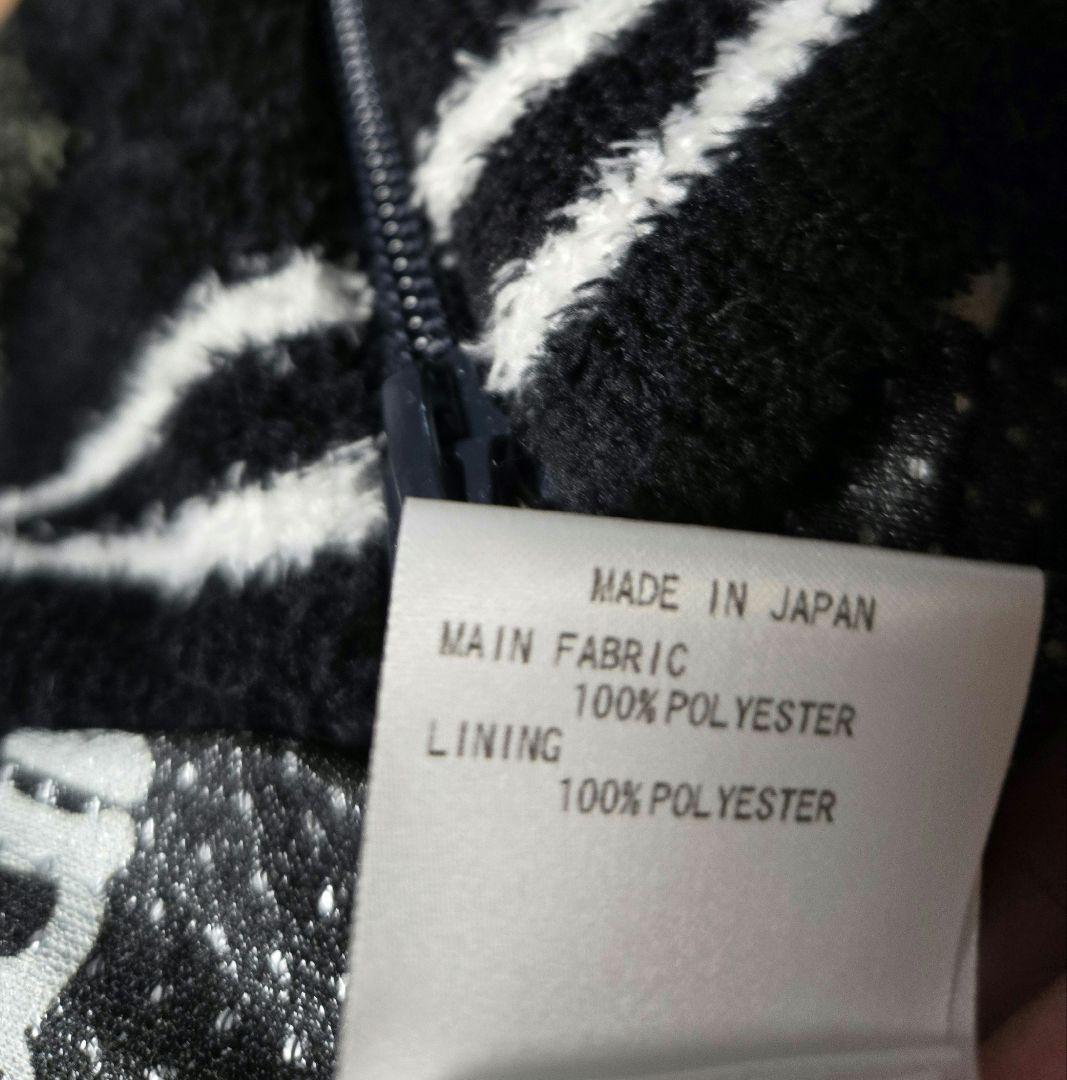 MADE IN JAPAN
MAIN FABRIC
100% POLYESTER
LINING
100% POLYESTER